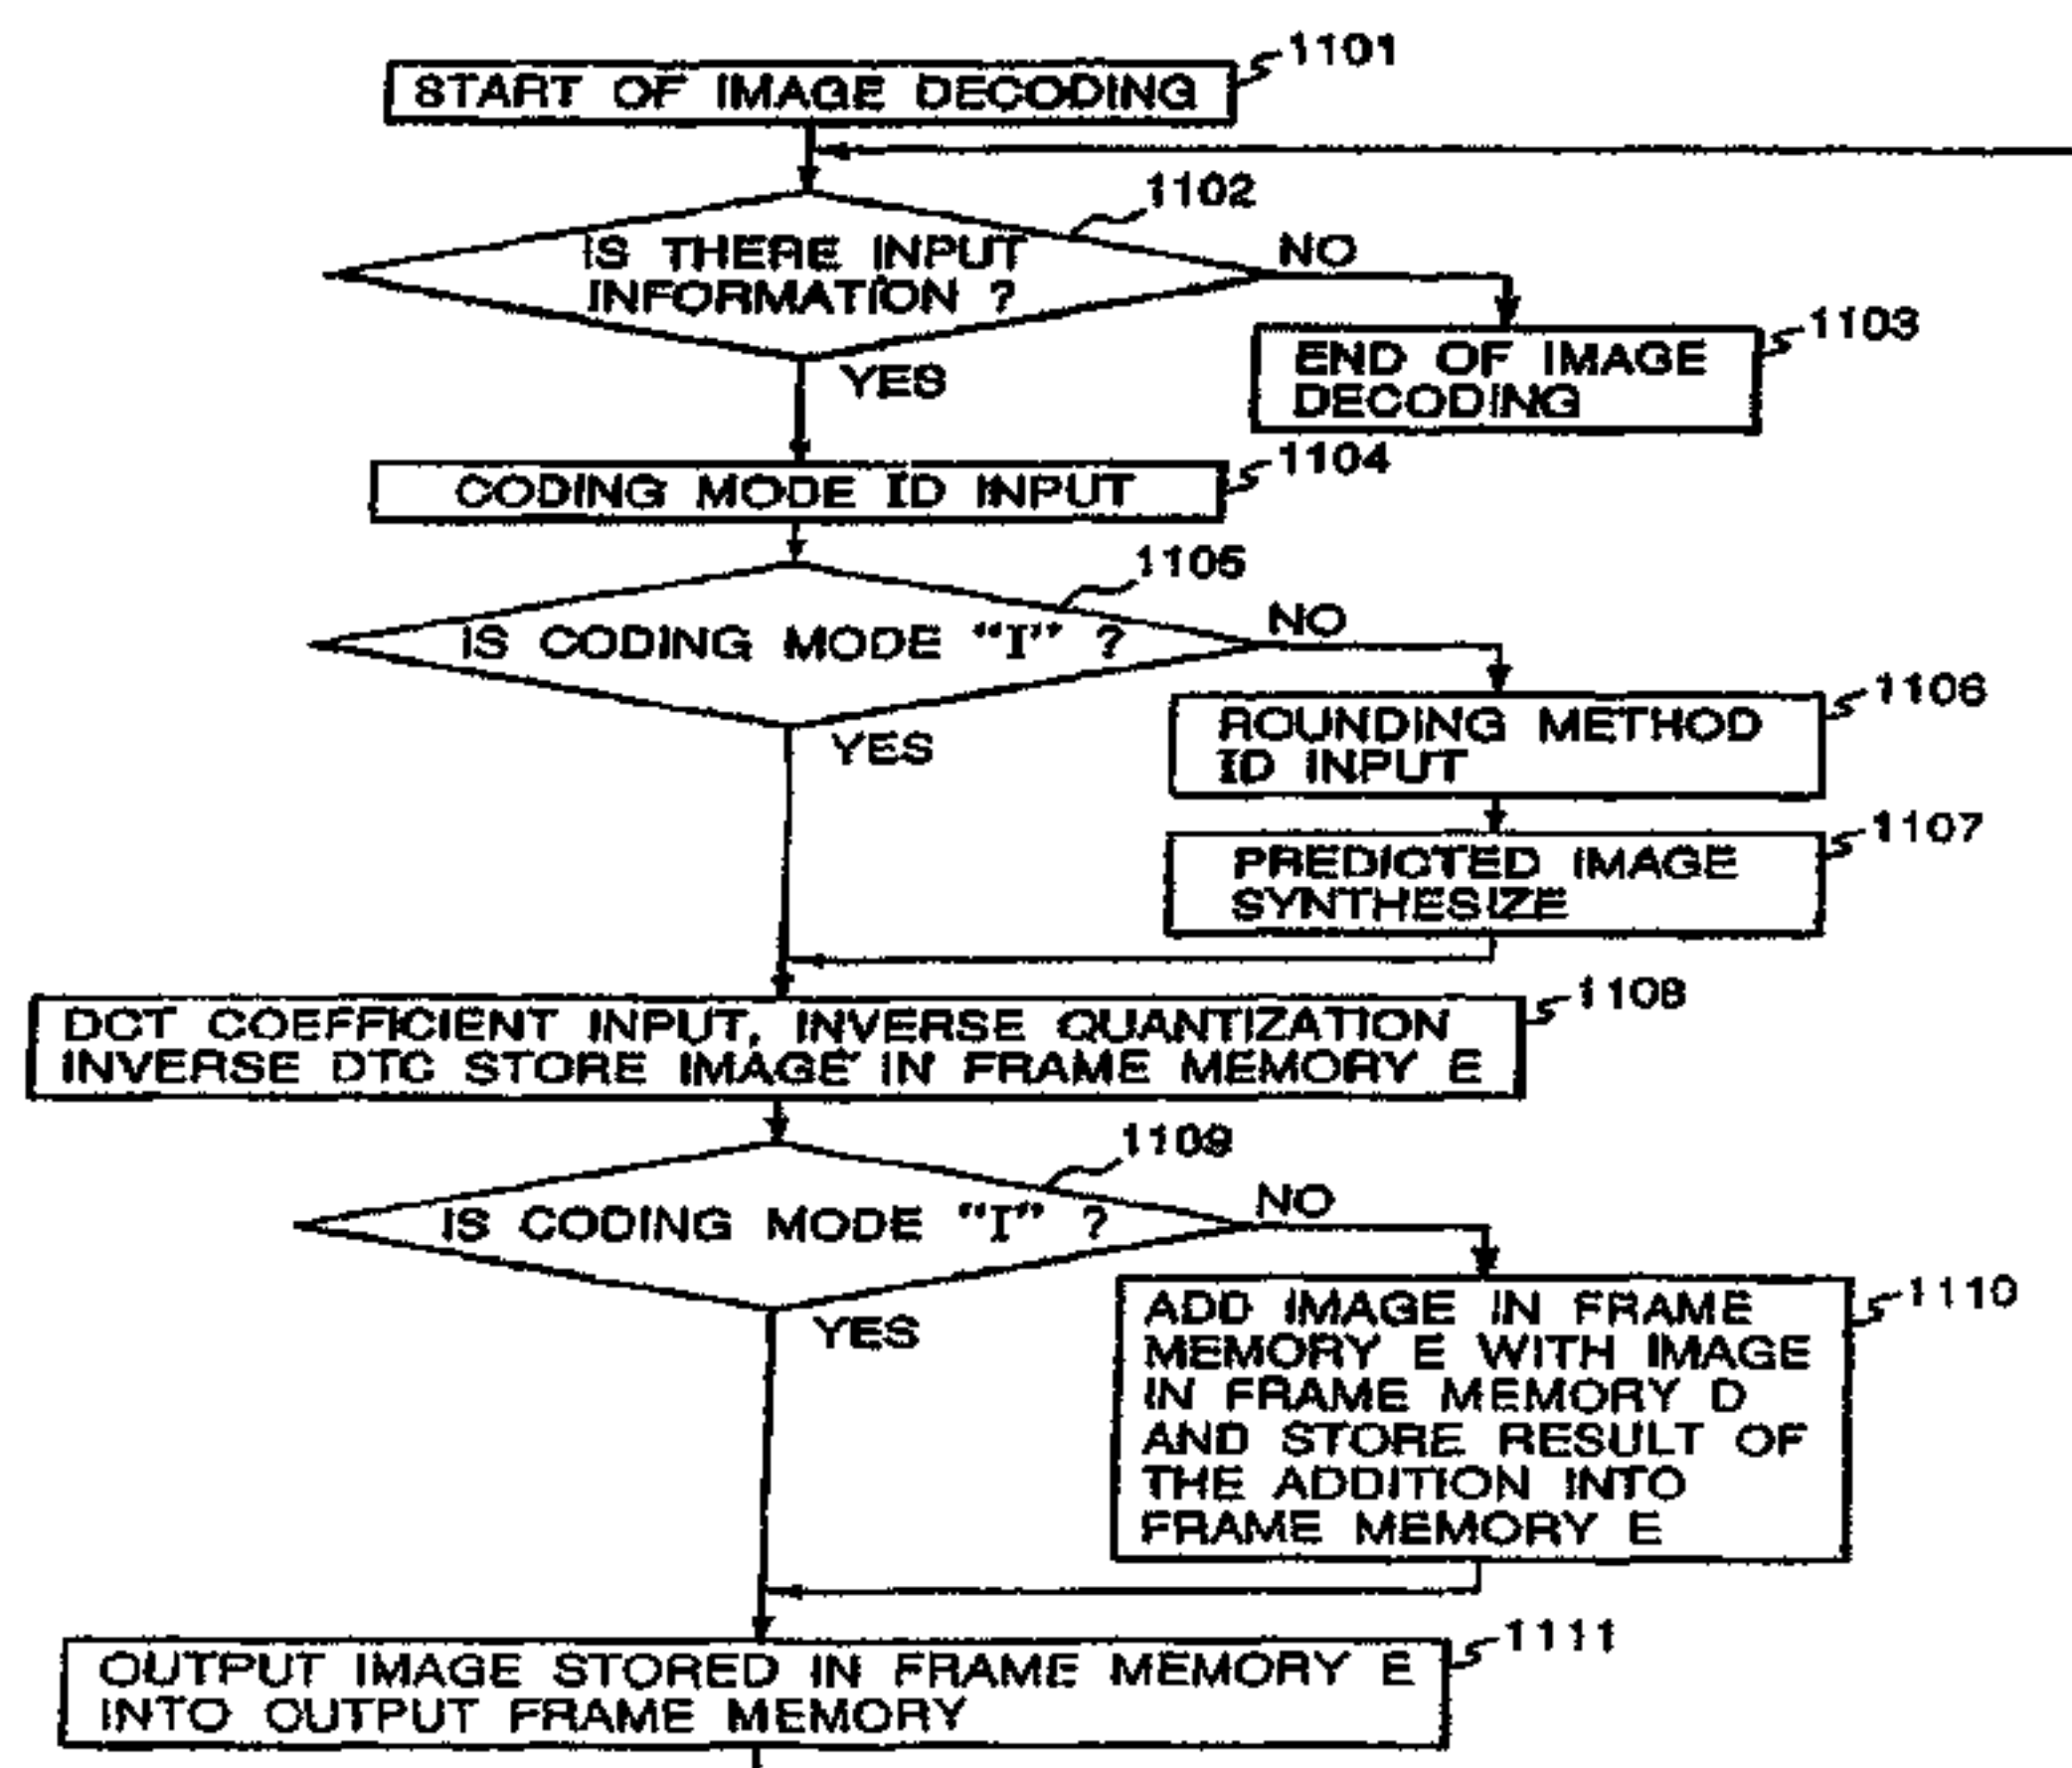 START OF IMAGE DECODING
1101
1102
IS THERE INPUT
INFORMATION ?
NO
YES
1103
END OF IMAGE
DECODING
1104
CODING MODE ID INPUT
1105
IS CODING MODE "I" ?
NO
YES
1106
ROUNDING METHOD
ID INPUT
1107
PREDICTED IMAGE
SYNTHESIZE
1108
DCT COEFFICIENT INPUT, INVERSE QUANTIZATION
INVERSE DTC STORE IMAGE IN FRAME MEMORY E
1109
IS CODING MODE "I" ?
NO
YES
1110
ADD IMAGE IN FRAME
MEMORY E WITH IMAGE
IN FRAME MEMORY D
AND STORE RESULT OF
THE ADDITION INTO
FRAME MEMORY E
1111
OUTPUT IMAGE STORED IN FRAME MEMORY E
INTO OUTPUT FRAME MEMORY